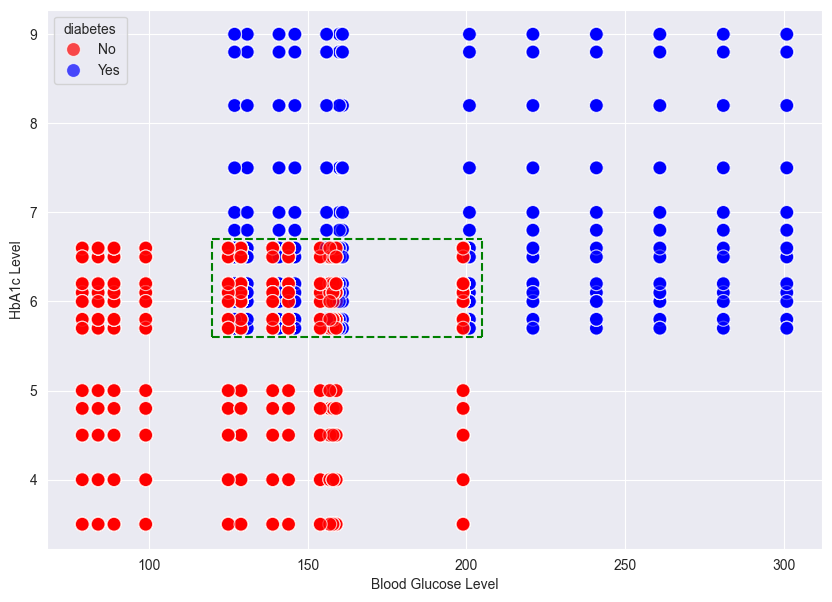 diabetes
No
Yes
9
8
7
6
5
4
HbA1c Level
100 150 200 250 300
Blood Glucose Level